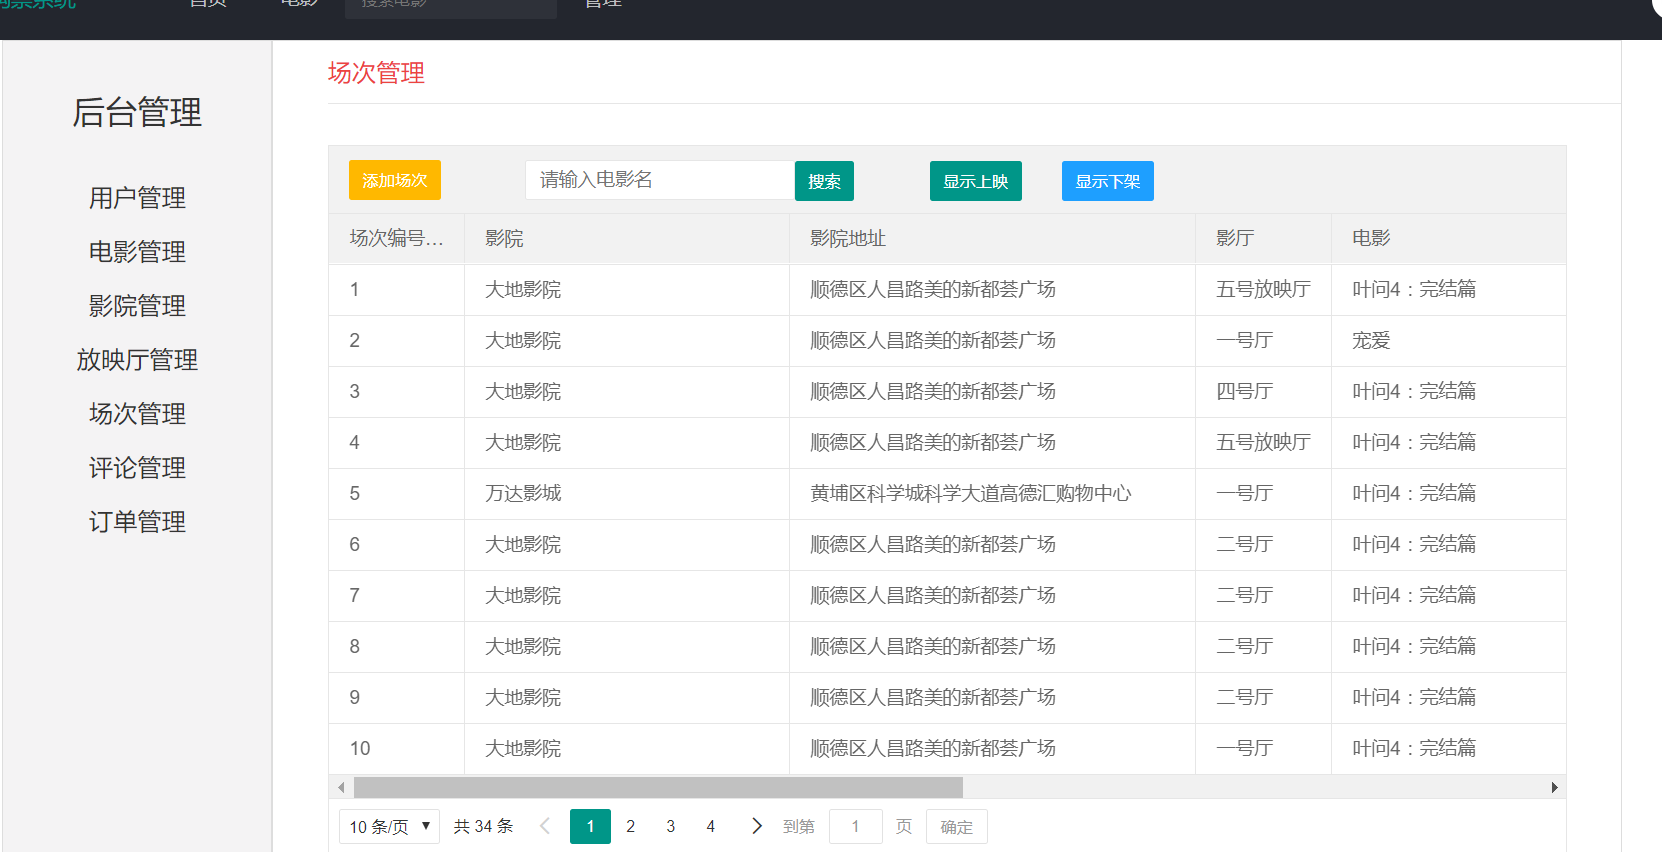 购票系统 首页 电影 搜索电影 管理
场次管理
后台管理
用户管理
电影管理
影院管理
放映厅管理
场次管理
评论管理
订单管理
添加场次 请输入电影名 搜索 显示上映 显示下架
场次编号... 影院 影院地址 影厅 电影
1 大地影院 顺德区人昌路美的新都荟广场 五号放映厅 叶问4：完结篇
2 大地影院 顺德区人昌路美的新都荟广场 一号厅 宠爱
3 大地影院 顺德区人昌路美的新都荟广场 四号厅 叶问4：完结篇
4 大地影院 顺德区人昌路美的新都荟广场 五号放映厅 叶问4：完结篇
5 万达影城 黄埔区科学城科学大道高德汇购物中心 一号厅 叶问4：完结篇
6 大地影院 顺德区人昌路美的新都荟广场 二号厅 叶问4：完结篇
7 大地影院 顺德区人昌路美的新都荟广场 二号厅 叶问4：完结篇
8 大地影院 顺德区人昌路美的新都荟广场 二号厅 叶问4：完结篇
9 大地影院 顺德区人昌路美的新都荟广场 二号厅 叶问4：完结篇
10 大地影院 顺德区人昌路美的新都荟广场 一号厅 叶问4：完结篇
10 条/页 共 34 条 1 2 3 4 到第 1 页 确定